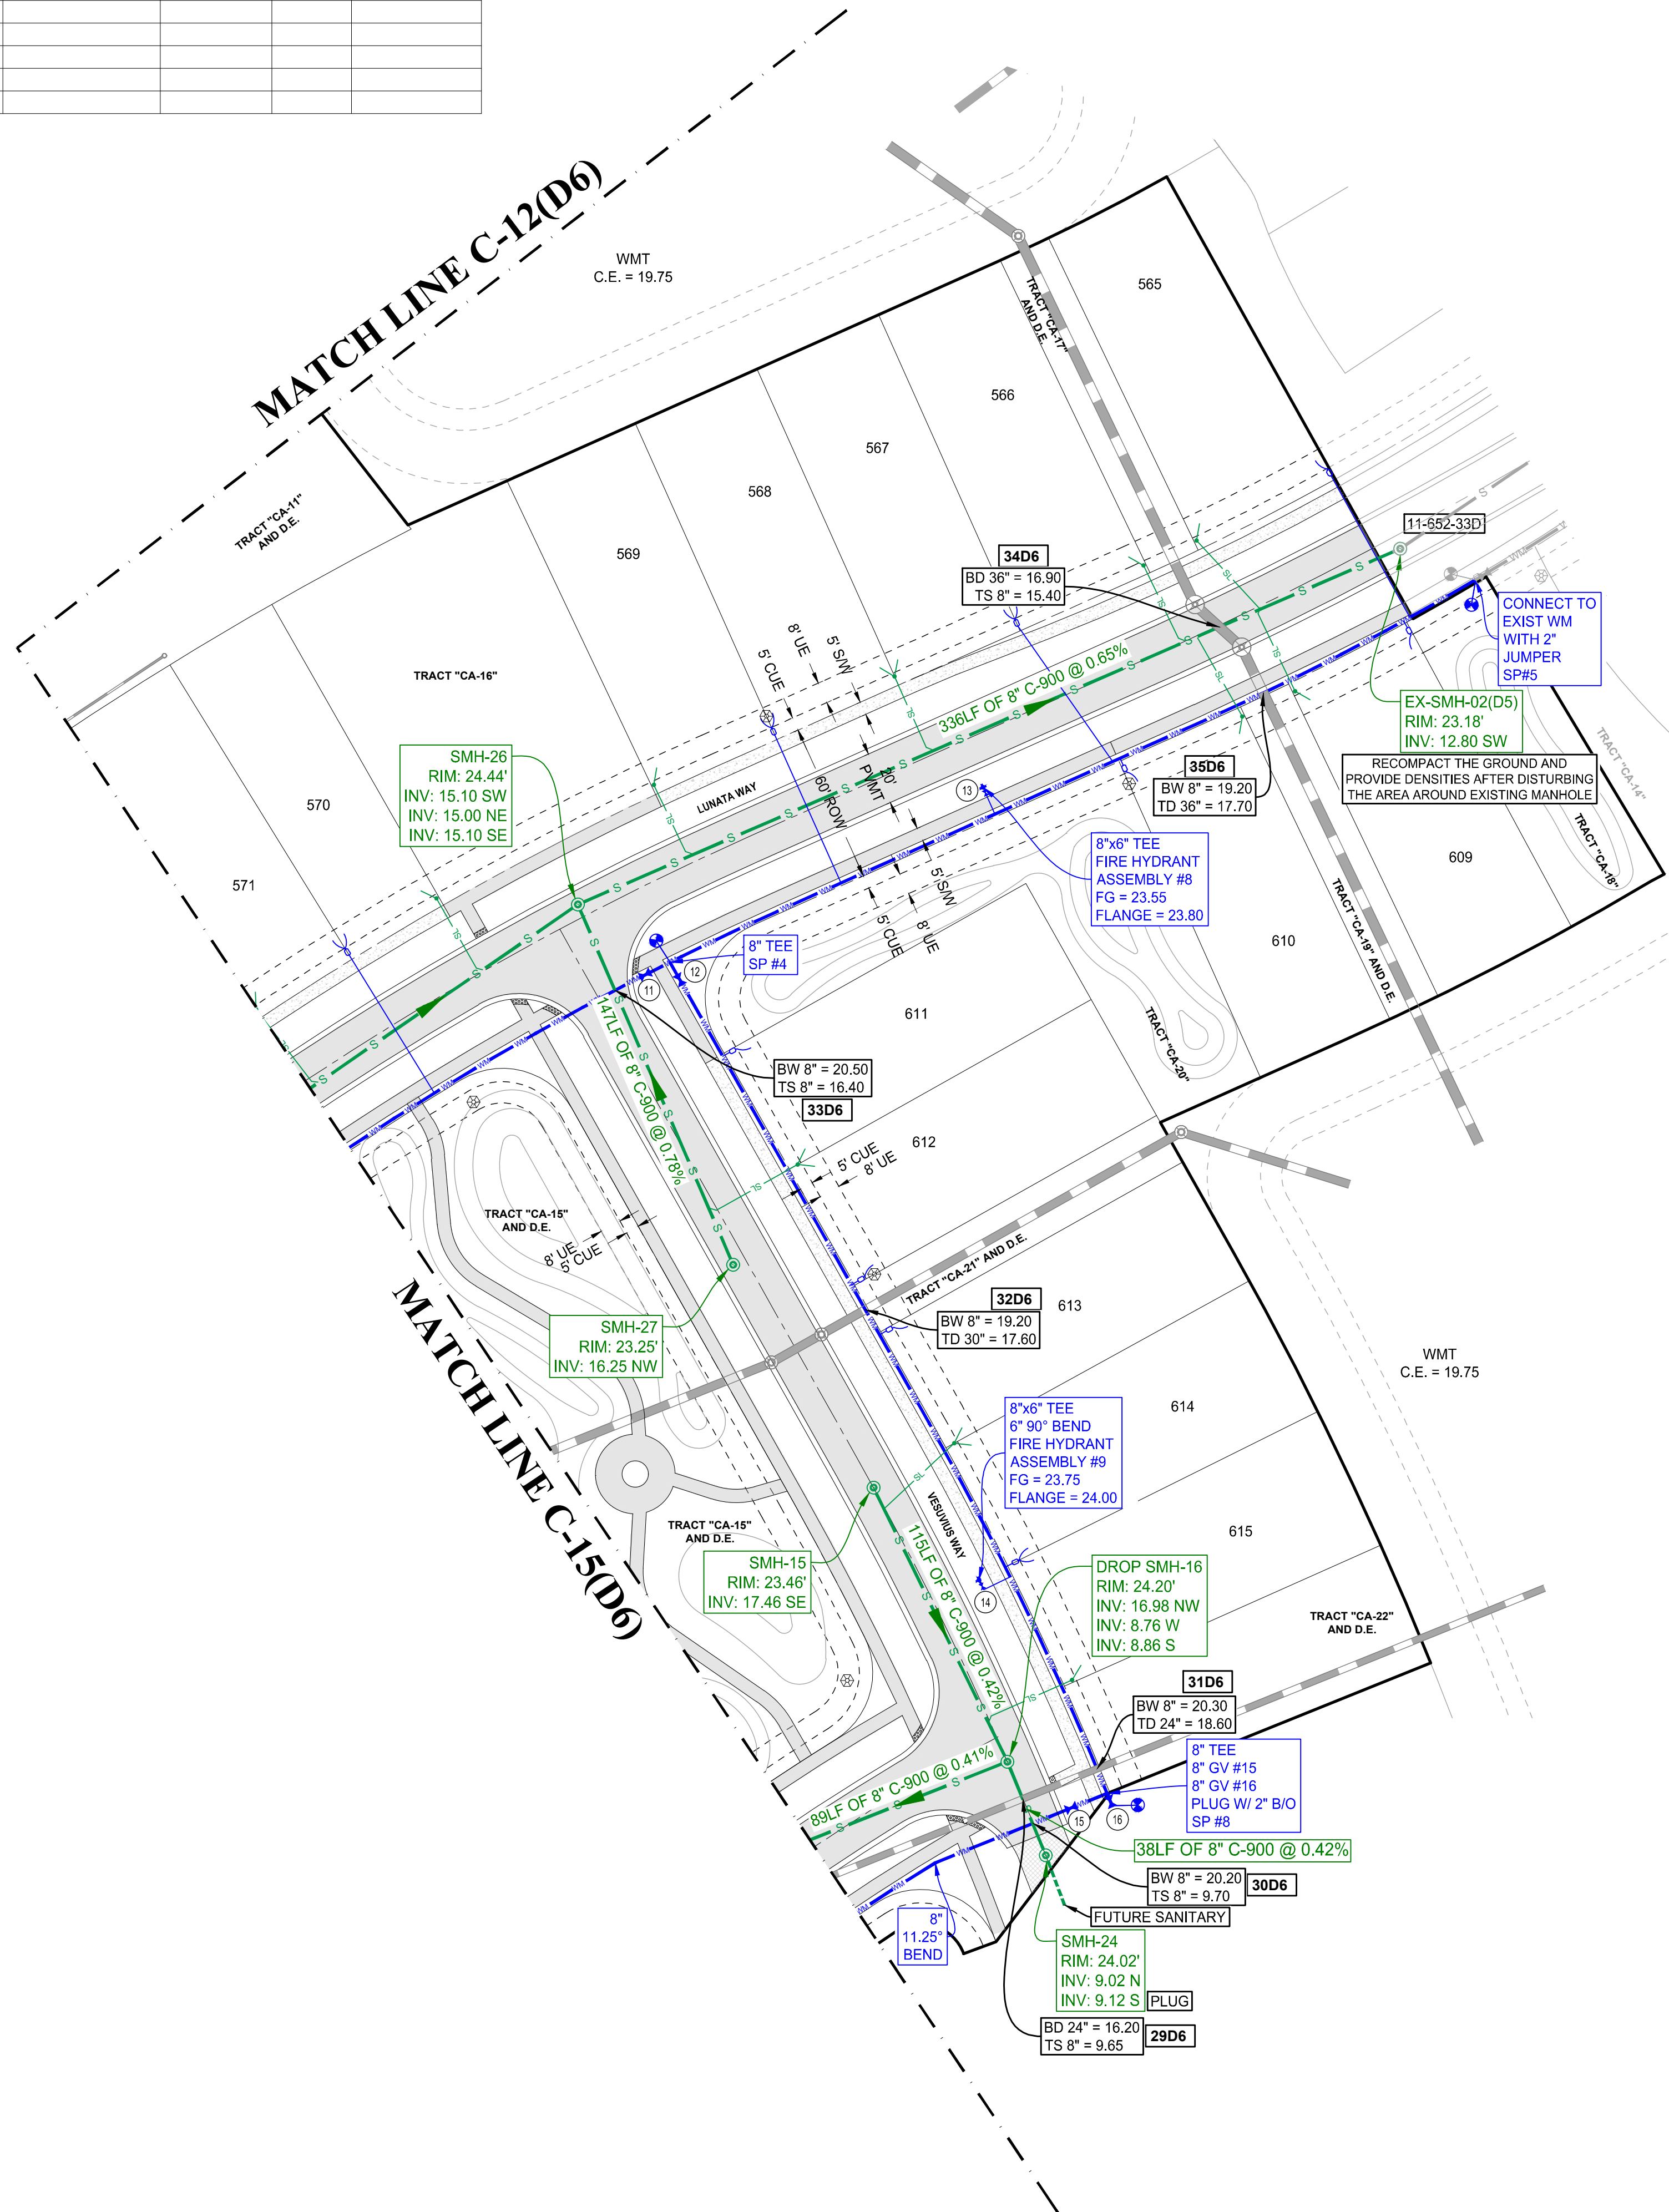 MATCH LINE C-12(D6)
WMT
C.E. = 19.75
TRACT "CA-17"
AND D.E.
565
566
567
568
569
TRACT "CA-11"
AND D.E.
11-652-33D
34D6
BD 36" = 16.90
TS 8" = 15.40
CONNECT TO
EXIST WM
WITH 2"
JUMPER
SP#5
8' UE
5' S/W
5' CUE
TRACT "CA-16"
336LF OF 8" C-900 @ 0.65%
EX-SMH-02(D5)
RIM: 23.18'
INV: 12.80 SW
RECOMPACT THE GROUND AND
PROVIDE DENSITIES AFTER DISTURBING
THE AREA AROUND EXISTING MANHOLE
TRACT "CA-14"
SMH-26
RIM: 24.44'
INV: 15.10 SW
INV: 15.00 NE
INV: 15.10 SE
35D6
BW 8" = 19.20
TD 36" = 17.70
LUNATA WAY
20'
PVMT
60' ROW
13
570
571
8"x6" TEE
FIRE HYDRANT
ASSEMBLY #8
FG = 23.55
FLANGE = 23.80
5' S/W
8' UE
5' CUE
TRACT "CA-18"
609
610
TRACT "CA-19" AND D.E.
8" TEE
SP #4
12
11
611
TRACT "CA-20"
BW 8" = 20.50
TS 8" = 16.40
33D6
147LF OF 8" C-900 @ 0.78%
612
5' CUE
8' UE
TRACT "CA-15"
AND D.E.
8' UE
5' CUE
TRACT "CA-21" AND D.E.
32D6
BW 8" = 19.20
TD 30" = 17.60
613
SMH-27
RIM: 23.25'
INV: 16.25 NW
WMT
C.E. = 19.75
MATCH LINE C-15(D6)
614
8"x6" TEE
6" 90° BEND
FIRE HYDRANT
ASSEMBLY #9
FG = 23.75
FLANGE = 24.00
VESUVIUS WAY
TRACT "CA-15"
AND D.E.
615
SMH-15
RIM: 23.46'
INV: 17.46 SE
115LF OF 8" C-900 @ 0.42%
14
DROP SMH-16
RIM: 24.20'
INV: 16.98 NW
INV: 8.76 W
INV: 8.86 S
TRACT "CA-22"
AND D.E.
31D6
BW 8" = 20.30
TD 24" = 18.60
8" TEE
8" GV #15
8" GV #16
PLUG W/ 2" B/O
SP #8
89LF OF 8" C-900 @ 0.41%
15
16
38LF OF 8" C-900 @ 0.42%
BW 8" = 20.20
TS 8" = 9.70
30D6
FUTURE SANITARY
8"
11.25°
BEND
SMH-24
RIM: 24.02'
INV: 9.02 N
INV: 9.12 S
PLUG
BD 24" = 16.20
TS 8" = 9.65
29D6